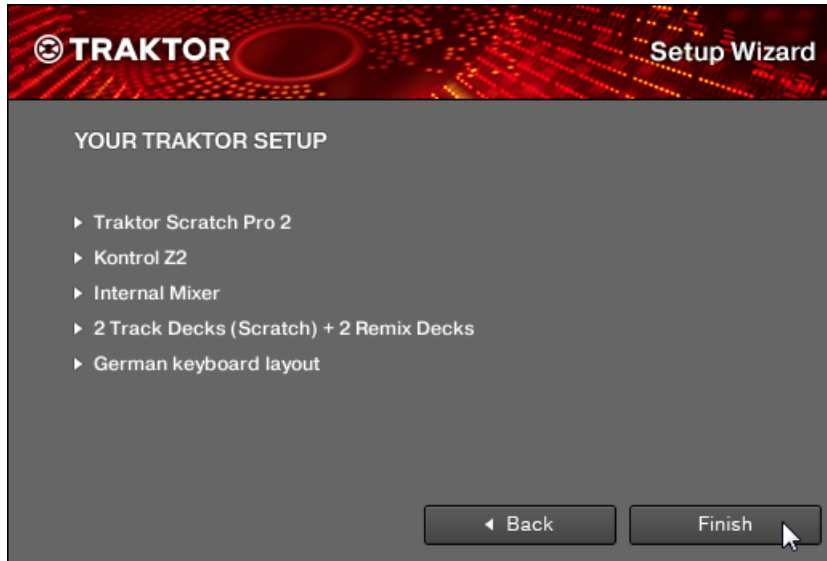 TRAKTOR
Setup Wizard
YOUR TRAKTOR SETUP
Traktor Scratch Pro 2
Kontrol Z2
Internal Mixer
2 Track Decks (Scratch) + 2 Remix Decks
German keyboard layout
Back
Finish